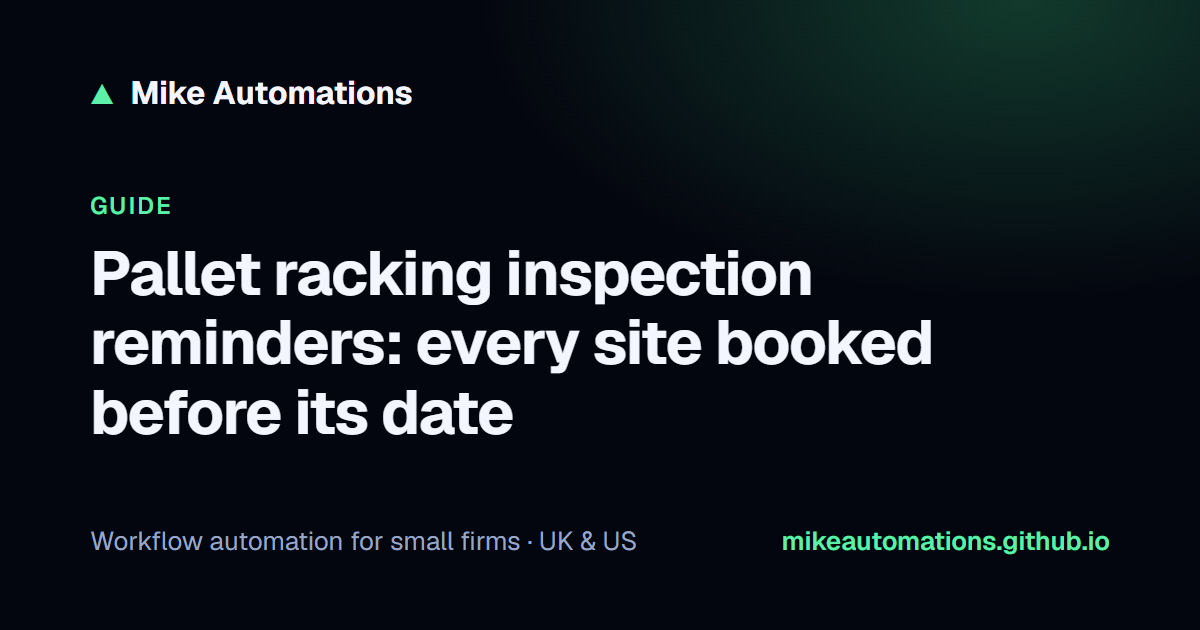 Mike Automations
GUIDE
Pallet racking inspection
reminders: every site booked
before its date
Workflow automation for small firms · UK & US
mikeautomations.github.io